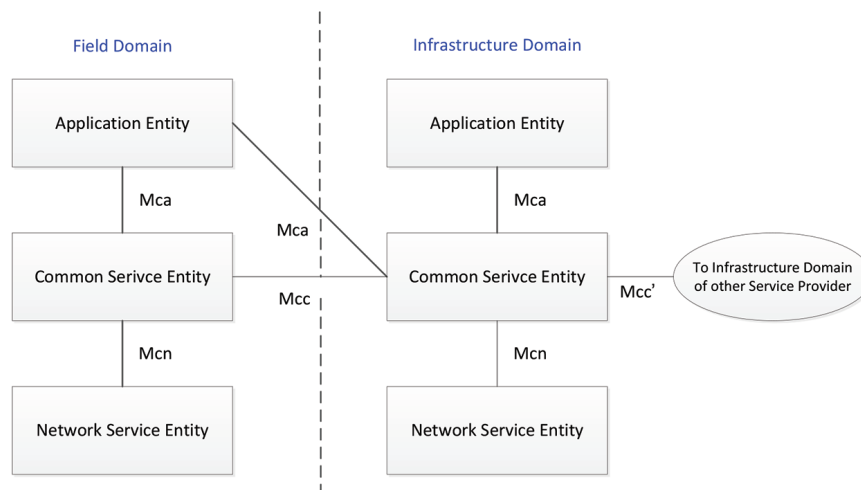 Field Domain
Infrastructure Domain
Application Entity
Application Entity
Mca
Mca
Mca
Common Serivce Entity
Common Serivce Entity
To Infrastructure Domain
of other Service Provider
Mcc
Mcc'
Mcn
Mcn
Network Service Entity
Network Service Entity